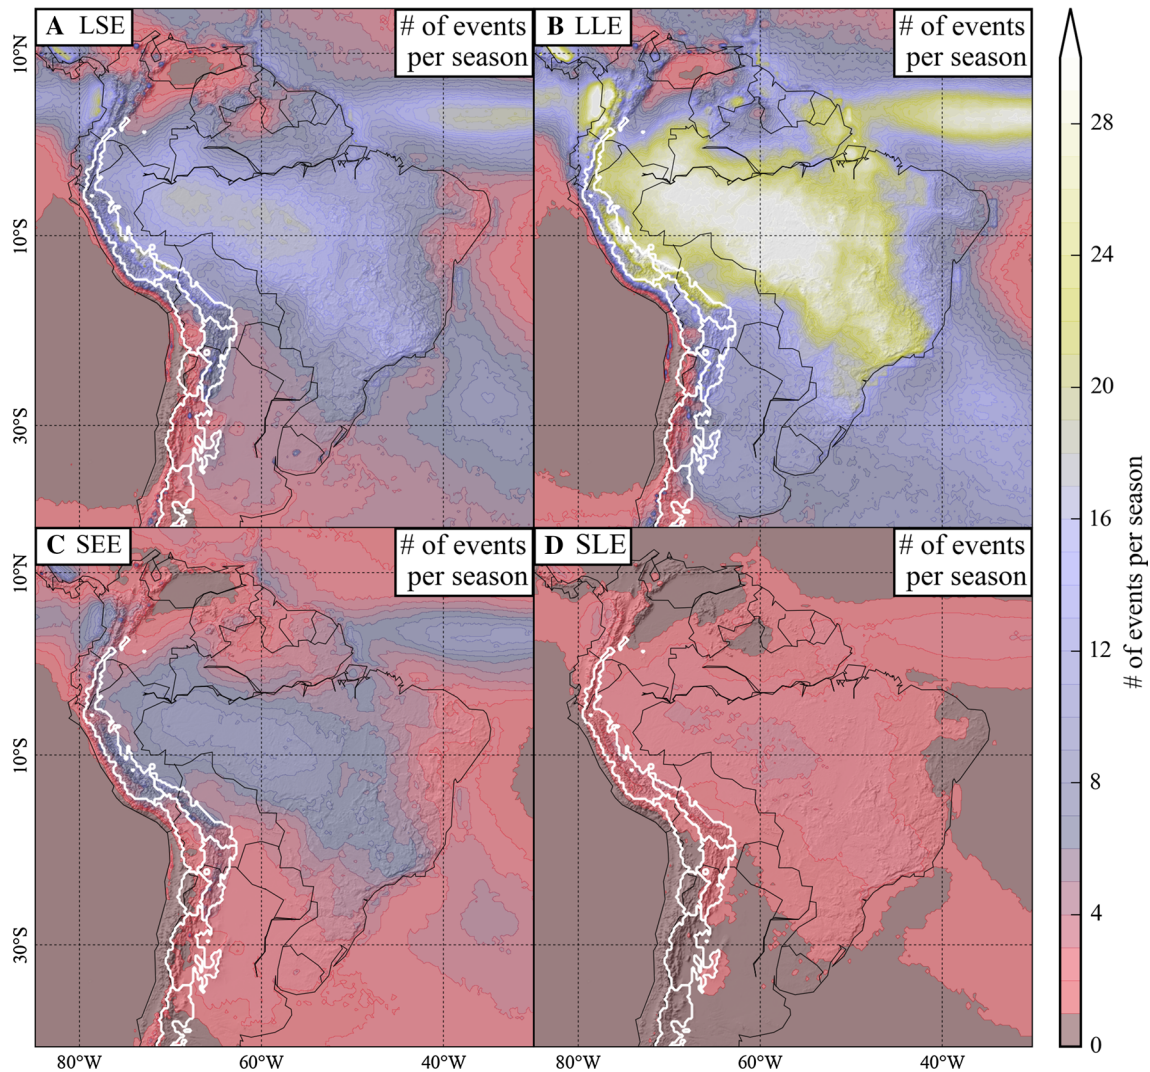 A LSE
# of events
per season
B LLE
# of events
per season
10°N
10°S
30°S
C SEE
# of events
per season
D SLE
# of events
per season
10°N
10°S
30°S
80°W
60°W
40°W
80°W
60°W
40°W
28
24
20
16
12
8
4
0
# of events per season